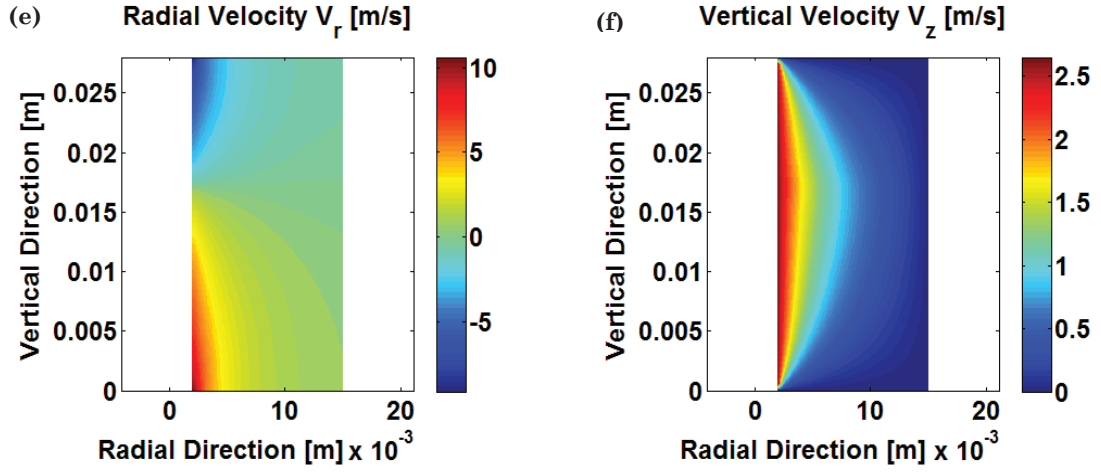 (e) Radial Velocity V_r [m/s]
0.025
0.02
0.015
0.01
0.005
0
Vertical Direction [m]
0 10 20
Radial Direction [m] x 10^-3
10
5
0
-5
(f) Vertical Velocity V_z [m/s]
0.025
0.02
0.015
0.01
0.005
0
Vertical Direction [m]
0 10 20
Radial Direction [m] x 10^-3
2.5
2
1.5
1
0.5
0